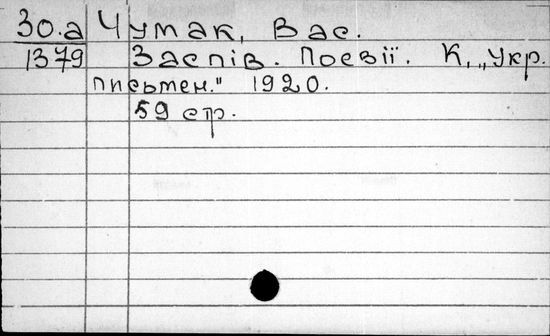 30.а Чумак, Вас.
1379 Заспів. Поезії. К, „Укр.
письмен." 1920.
59 стр.